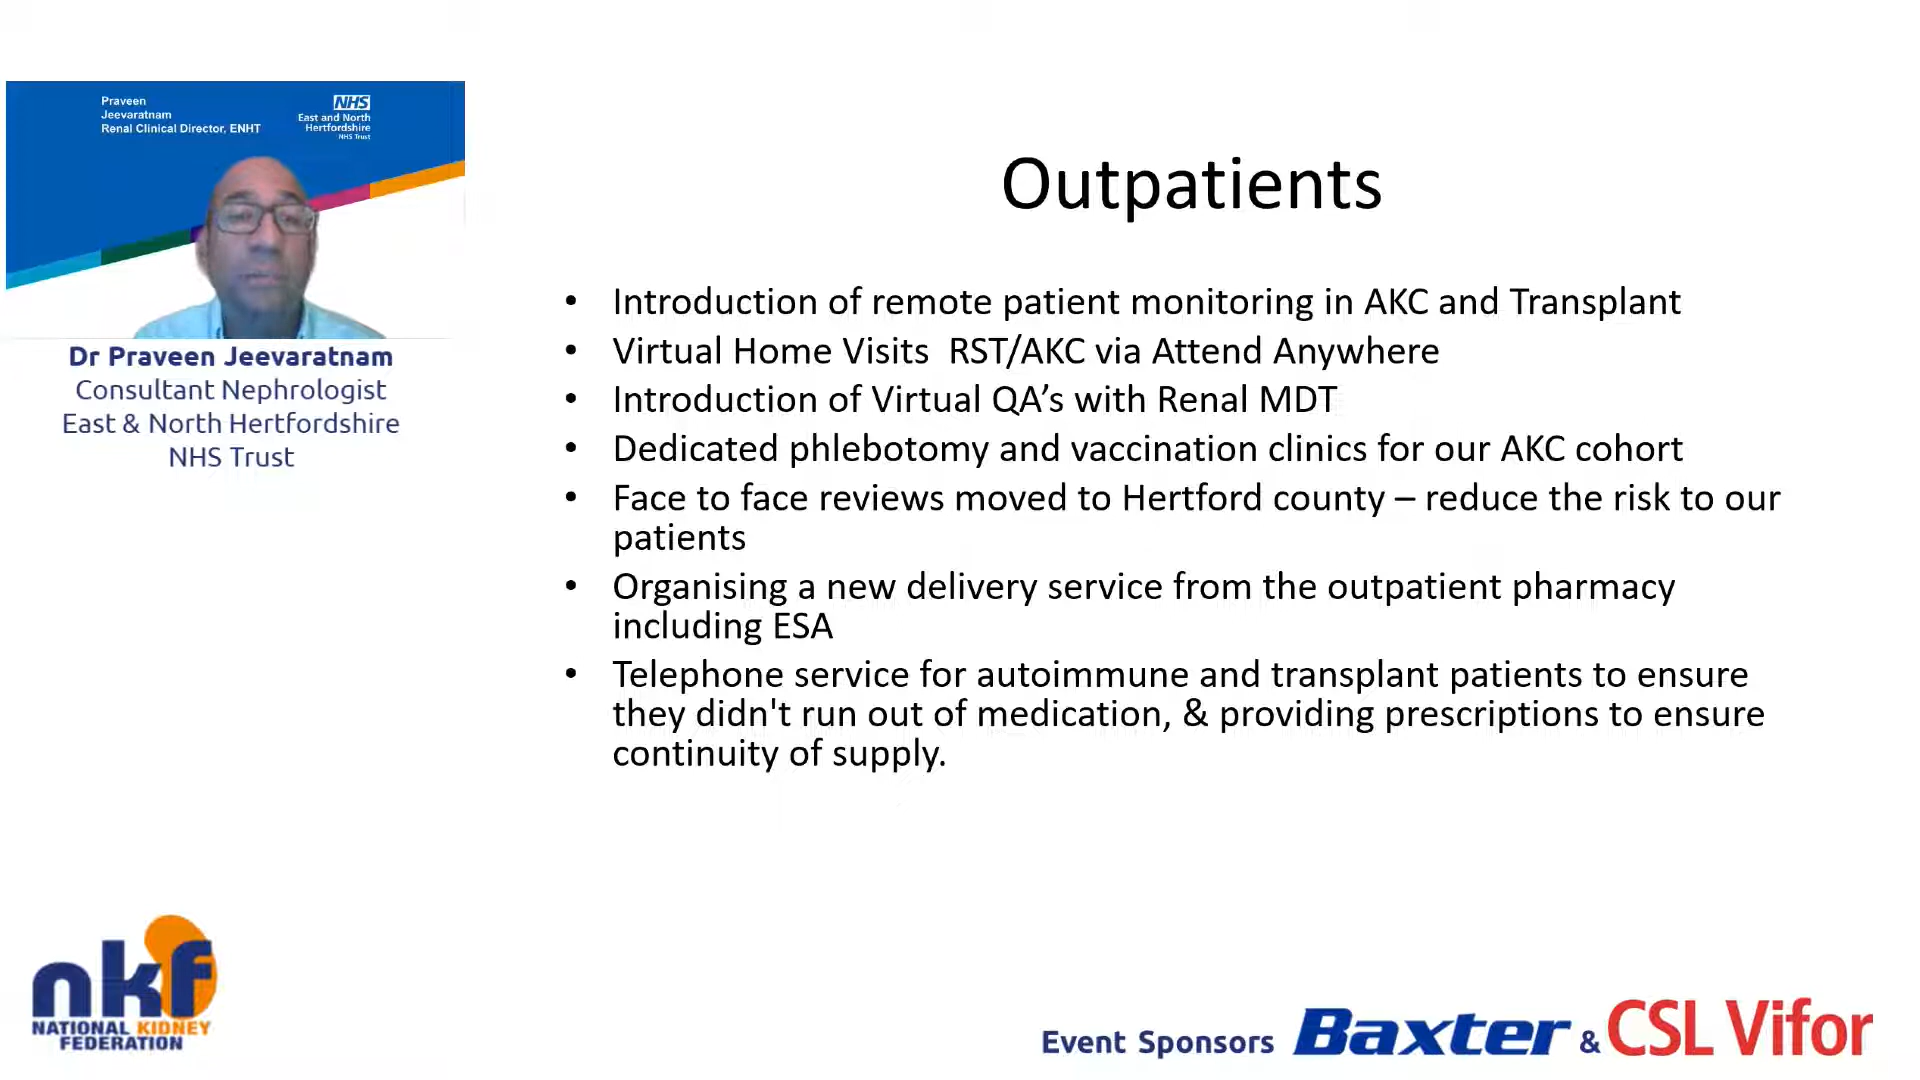 Praveen
Jeevaratnam
Renal Clinical Director, ENHT
NHS
East and North
Hertfordshire
NHS Trust
Dr Praveen Jeevaratnam
Consultant Nephrologist
East & North Hertfordshire
NHS Trust
Outpatients
• Introduction of remote patient monitoring in AKC and Transplant
• Virtual Home Visits  RST/AKC via Attend Anywhere
• Introduction of Virtual QA’s with Renal MDT
• Dedicated phlebotomy and vaccination clinics for our AKC cohort
• Face to face reviews moved to Hertford county – reduce the risk to our
patients
• Organising a new delivery service from the outpatient pharmacy
including ESA
• Telephone service for autoimmune and transplant patients to ensure
they didn't run out of medication, & providing prescriptions to ensure
continuity of supply.
nkf
NATIONAL KIDNEY
FEDERATION
Event Sponsors Baxter & CSL Vifor